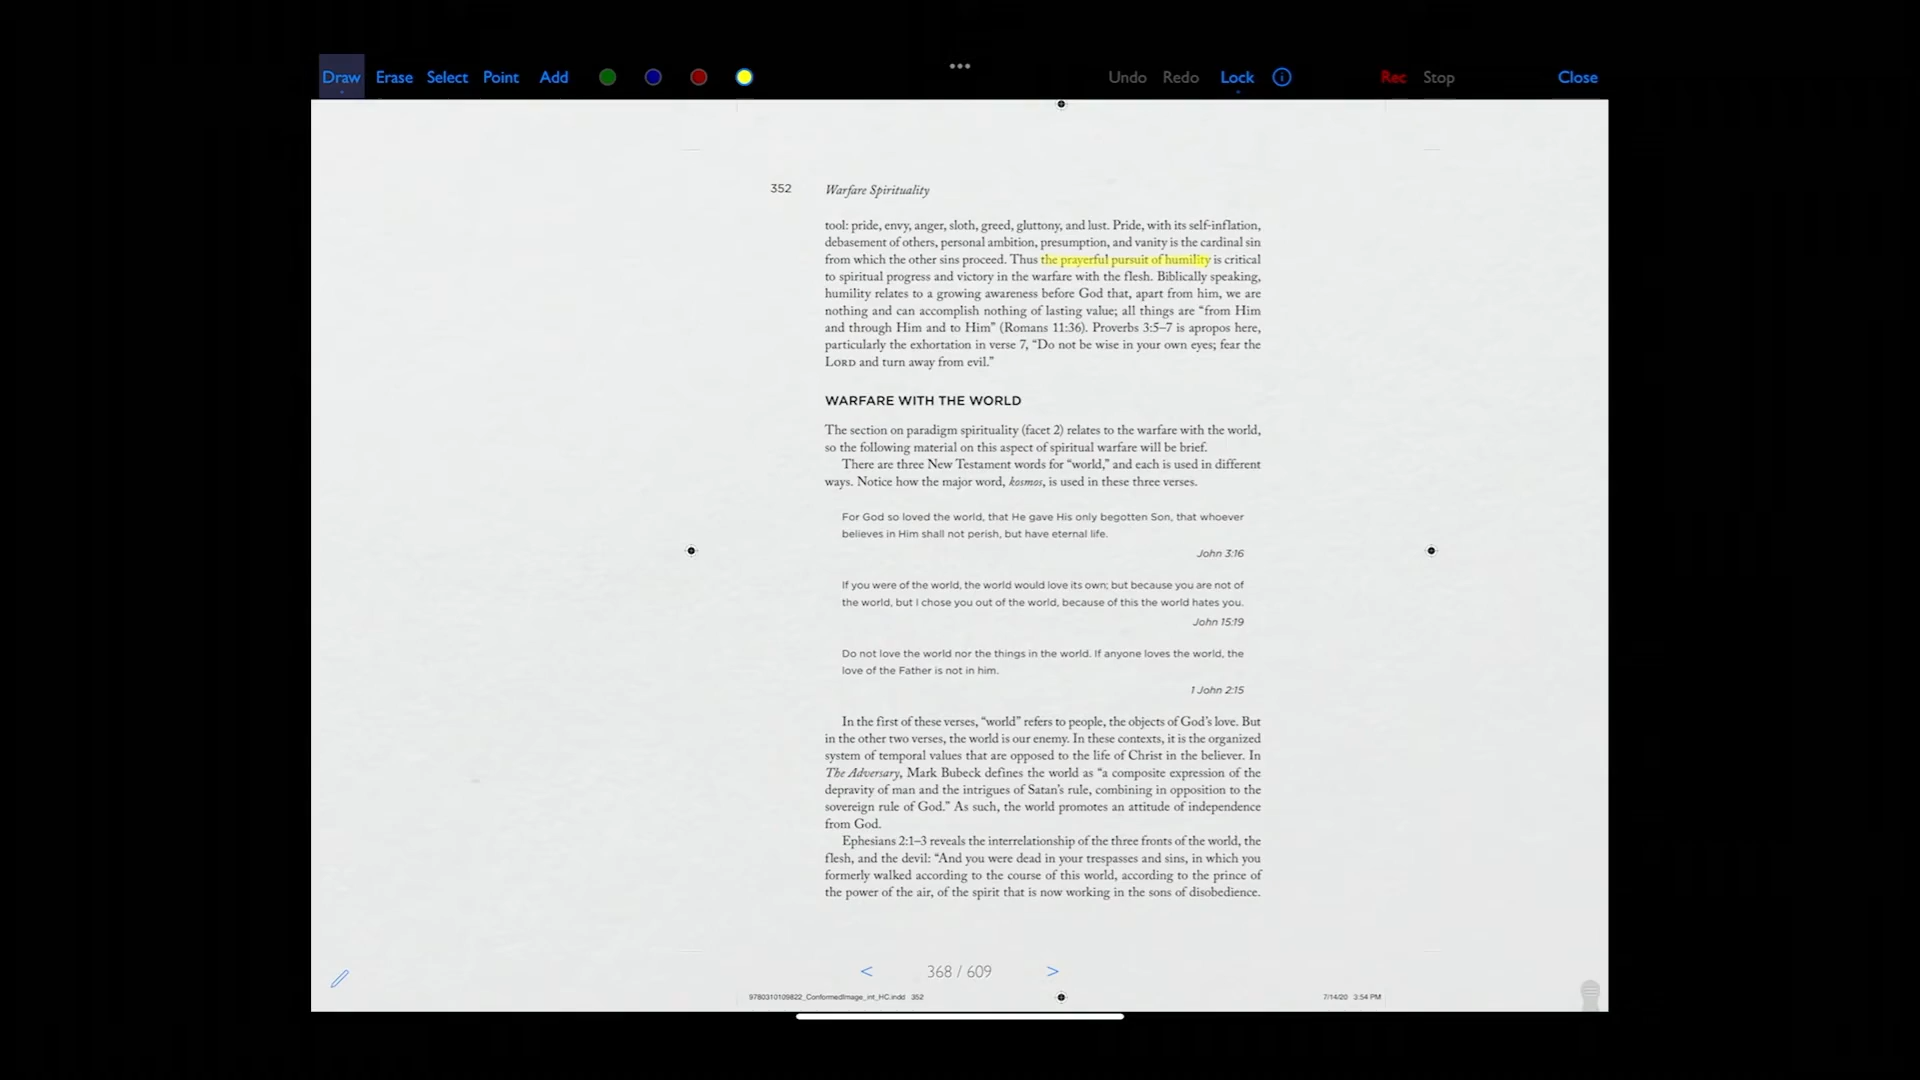 Draw Erase Select Point Add ••• Undo Redo Lock Rec Stop Close
352 Warfare Spirituality
tool: pride, envy, anger, sloth, greed, gluttony, and lust. Pride, with its self-inflation,
debasement of others, personal ambition, presumption, and vanity is the cardinal sin
from which the other sins proceed. Thus the prayerful pursuit of humility is critical
to spiritual progress and victory in the warfare with the flesh. Biblically speaking,
humility relates to a growing awareness before God that, apart from him, we are
nothing and can accomplish nothing of lasting value; all things are “from Him
and through Him and to Him” (Romans 11:36). Proverbs 3:5–7 is apropos here,
particularly the exhortation in verse 7, “Do not be wise in your own eyes; fear the
LORD and turn away from evil.”
WARFARE WITH THE WORLD
The section on paradigm spirituality (facet 2) relates to the warfare with the world,
so the following material on this aspect of spiritual warfare will be brief.
There are three New Testament words for “world,” and each is used in different
ways. Notice how the major word, kosmos, is used in these three verses.
For God so loved the world, that He gave His only begotten Son, that whoever
believes in Him shall not perish, but have eternal life.
John 3:16
If you were of the world, the world would love its own; but because you are not of
the world, but I chose you out of the world, because of this the world hates you.
John 15:19
Do not love the world nor the things in the world. If anyone loves the world, the
love of the Father is not in him.
1 John 2:15
In the first of these verses, “world” refers to people, the objects of God’s love. But
in the other two verses, the world is our enemy. In these contexts, it is the organized
system of temporal values that are opposed to the life of Christ in the believer. In
The Adversary, Mark Bubeck defines the world as “a composite expression of the
depravity of man and the intrigues of Satan’s rule, combining in opposition to the
sovereign rule of God.” As such, the world promotes an attitude of independence
from God.
Ephesians 2:1–3 reveals the interrelationship of the three fronts of the world, the
flesh, and the devil: “And you were dead in your trespasses and sins, in which you
formerly walked according to the course of this world, according to the prince of
the power of the air, of the spirit that is now working in the sons of disobedience.
< 368 / 609 >
9780310109822_ConformedImage_int_HC.indd 352 7/14/20 3:54 PM